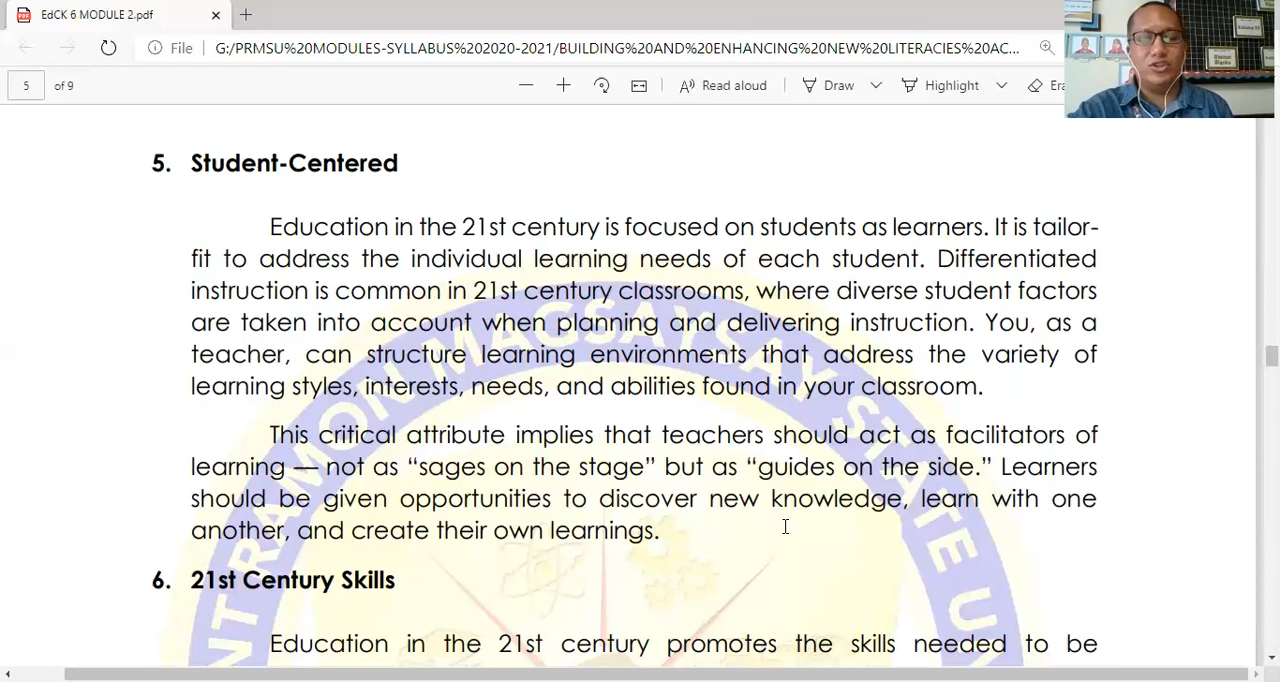 EdCK 6 MODULE 2.pdf
File
G:/PRMSU%20MODULES-SYLLABUS%202020-2021/BUILDING%20AND%20ENHANCING%20NEW%20LITERACIES%20AC...
5 of 9
Read aloud
Draw
Highlight
Era
5. Student-Centered
Education in the 21st century is focused on students as learners. It is tailor-
fit to address the individual learning needs of each student. Differentiated
instruction is common in 21st century classrooms, where diverse student factors
are taken into account when planning and delivering instruction. You, as a
teacher, can structure learning environments that address the variety of
learning styles, interests, needs, and abilities found in your classroom.
This critical attribute implies that teachers should act as facilitators of
learning — not as “sages on the stage” but as “guides on the side.” Learners
should be given opportunities to discover new knowledge, learn with one
another, and create their own learnings.
6. 21st Century Skills
Education in the 21st century promotes the skills needed to be
NT RAMON MAGSAYSAY STATE UN